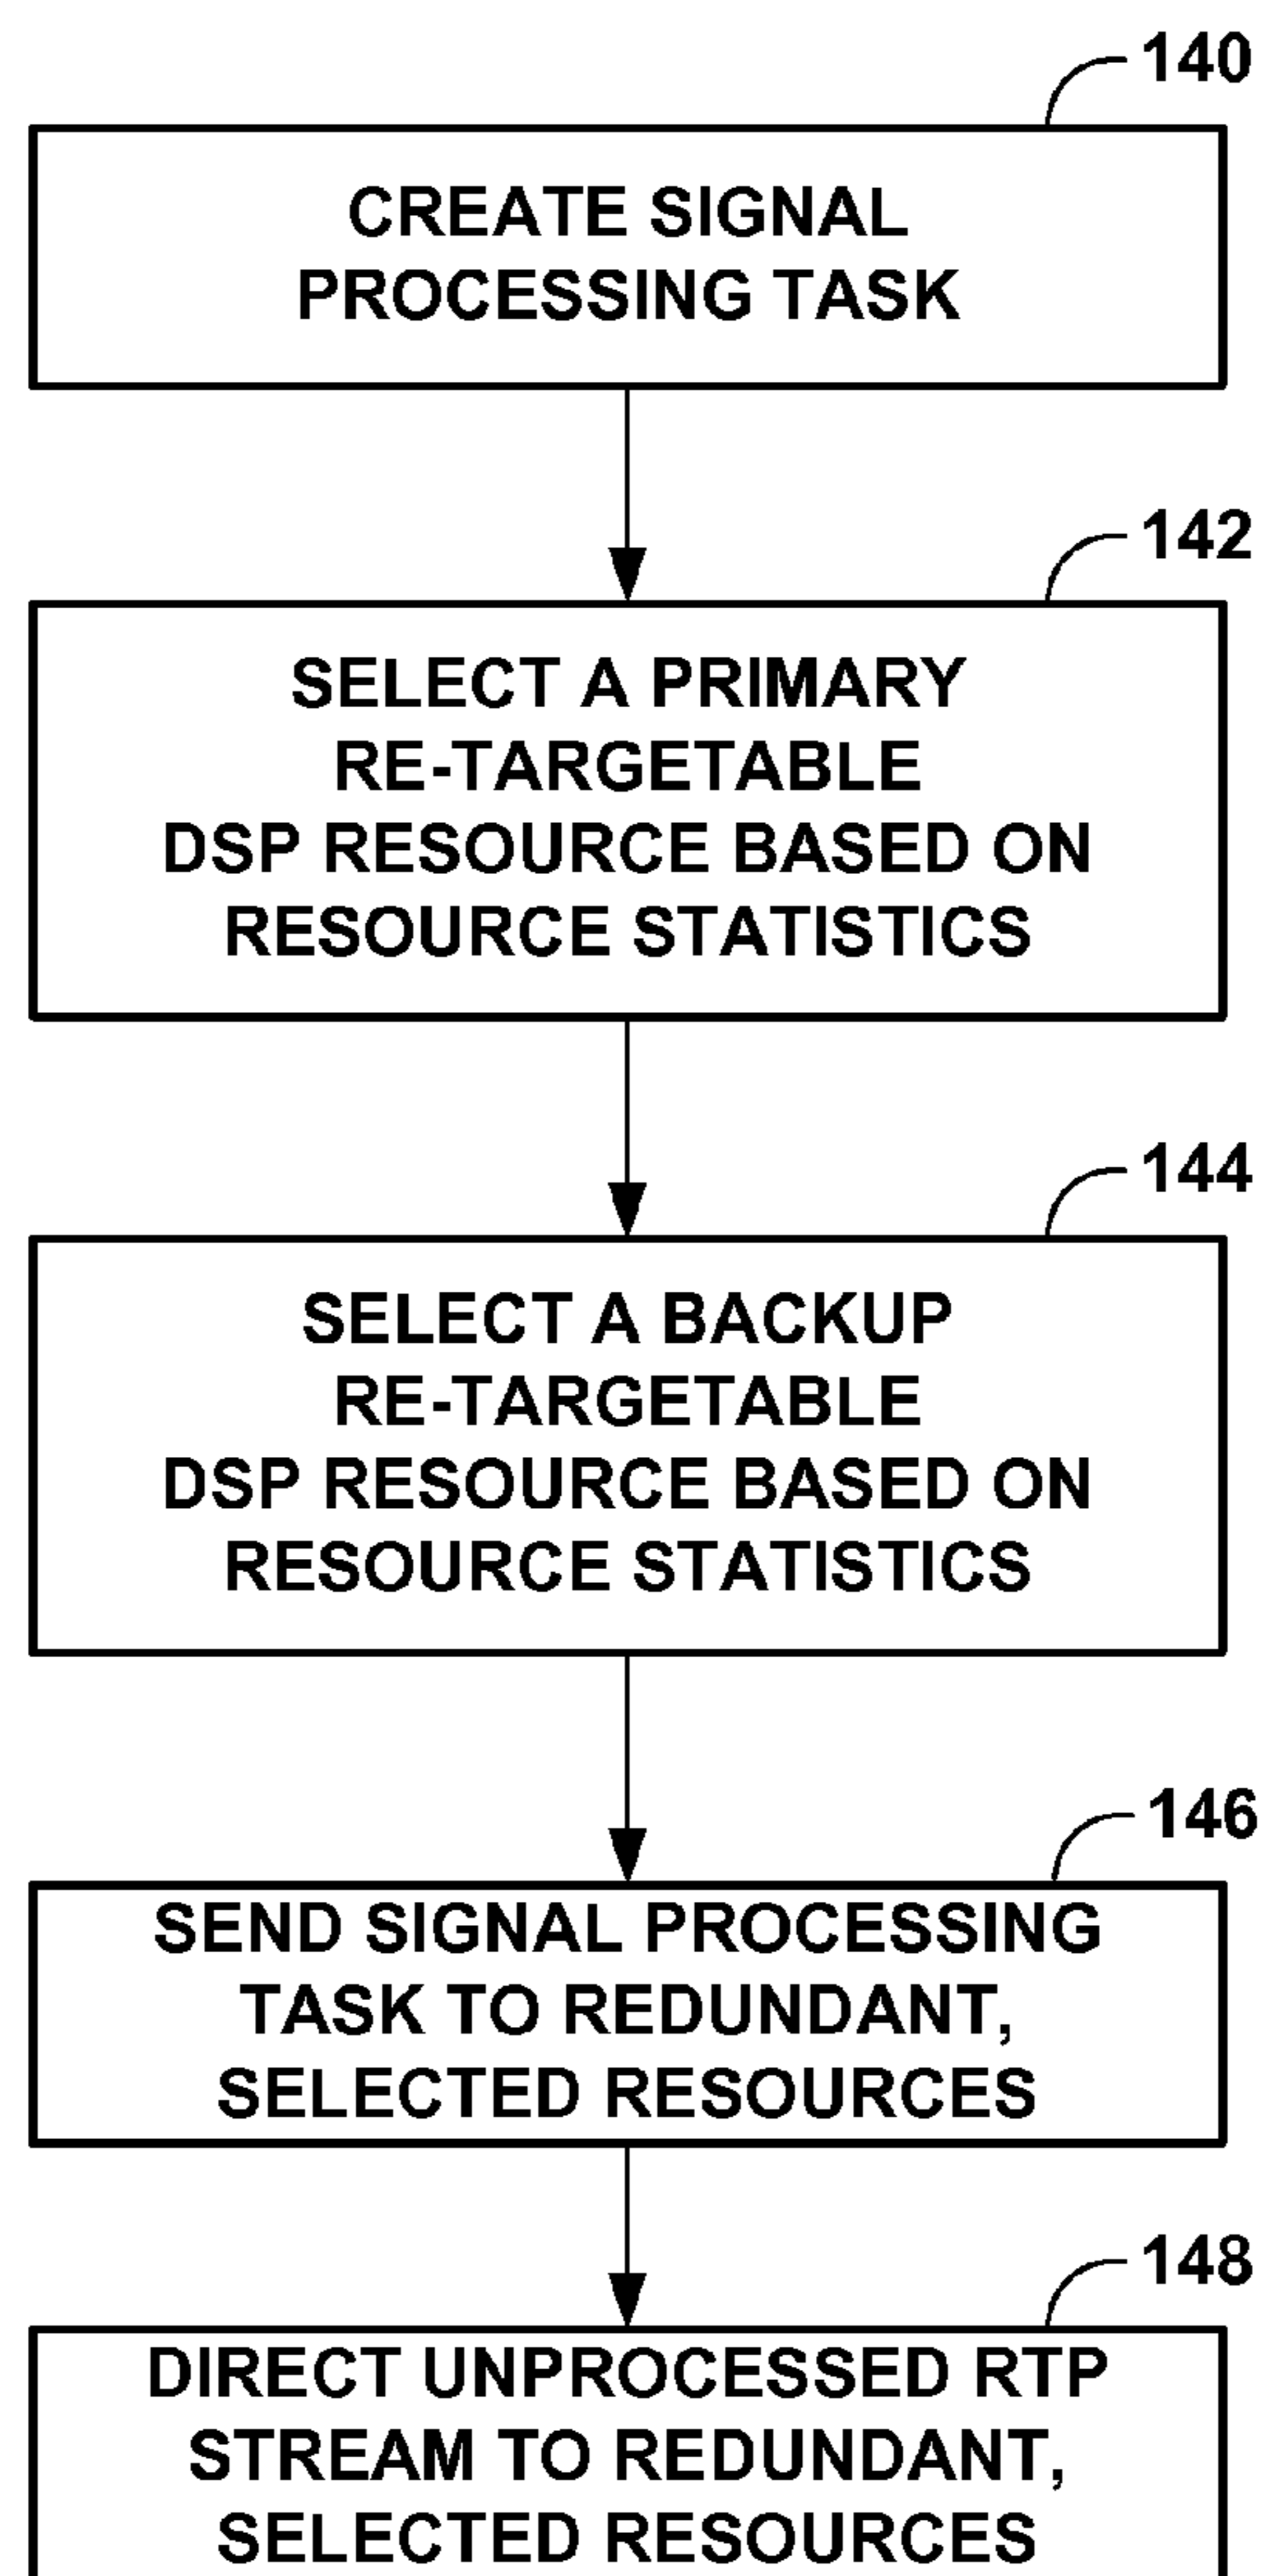 140
CREATE SIGNAL
PROCESSING TASK
142
SELECT A PRIMARY
RE-TARGETABLE
DSP RESOURCE BASED ON
RESOURCE STATISTICS
144
SELECT A BACKUP
RE-TARGETABLE
DSP RESOURCE BASED ON
RESOURCE STATISTICS
146
SEND SIGNAL PROCESSING
TASK TO REDUNDANT,
SELECTED RESOURCES
148
DIRECT UNPROCESSED RTP
STREAM TO REDUNDANT,
SELECTED RESOURCES